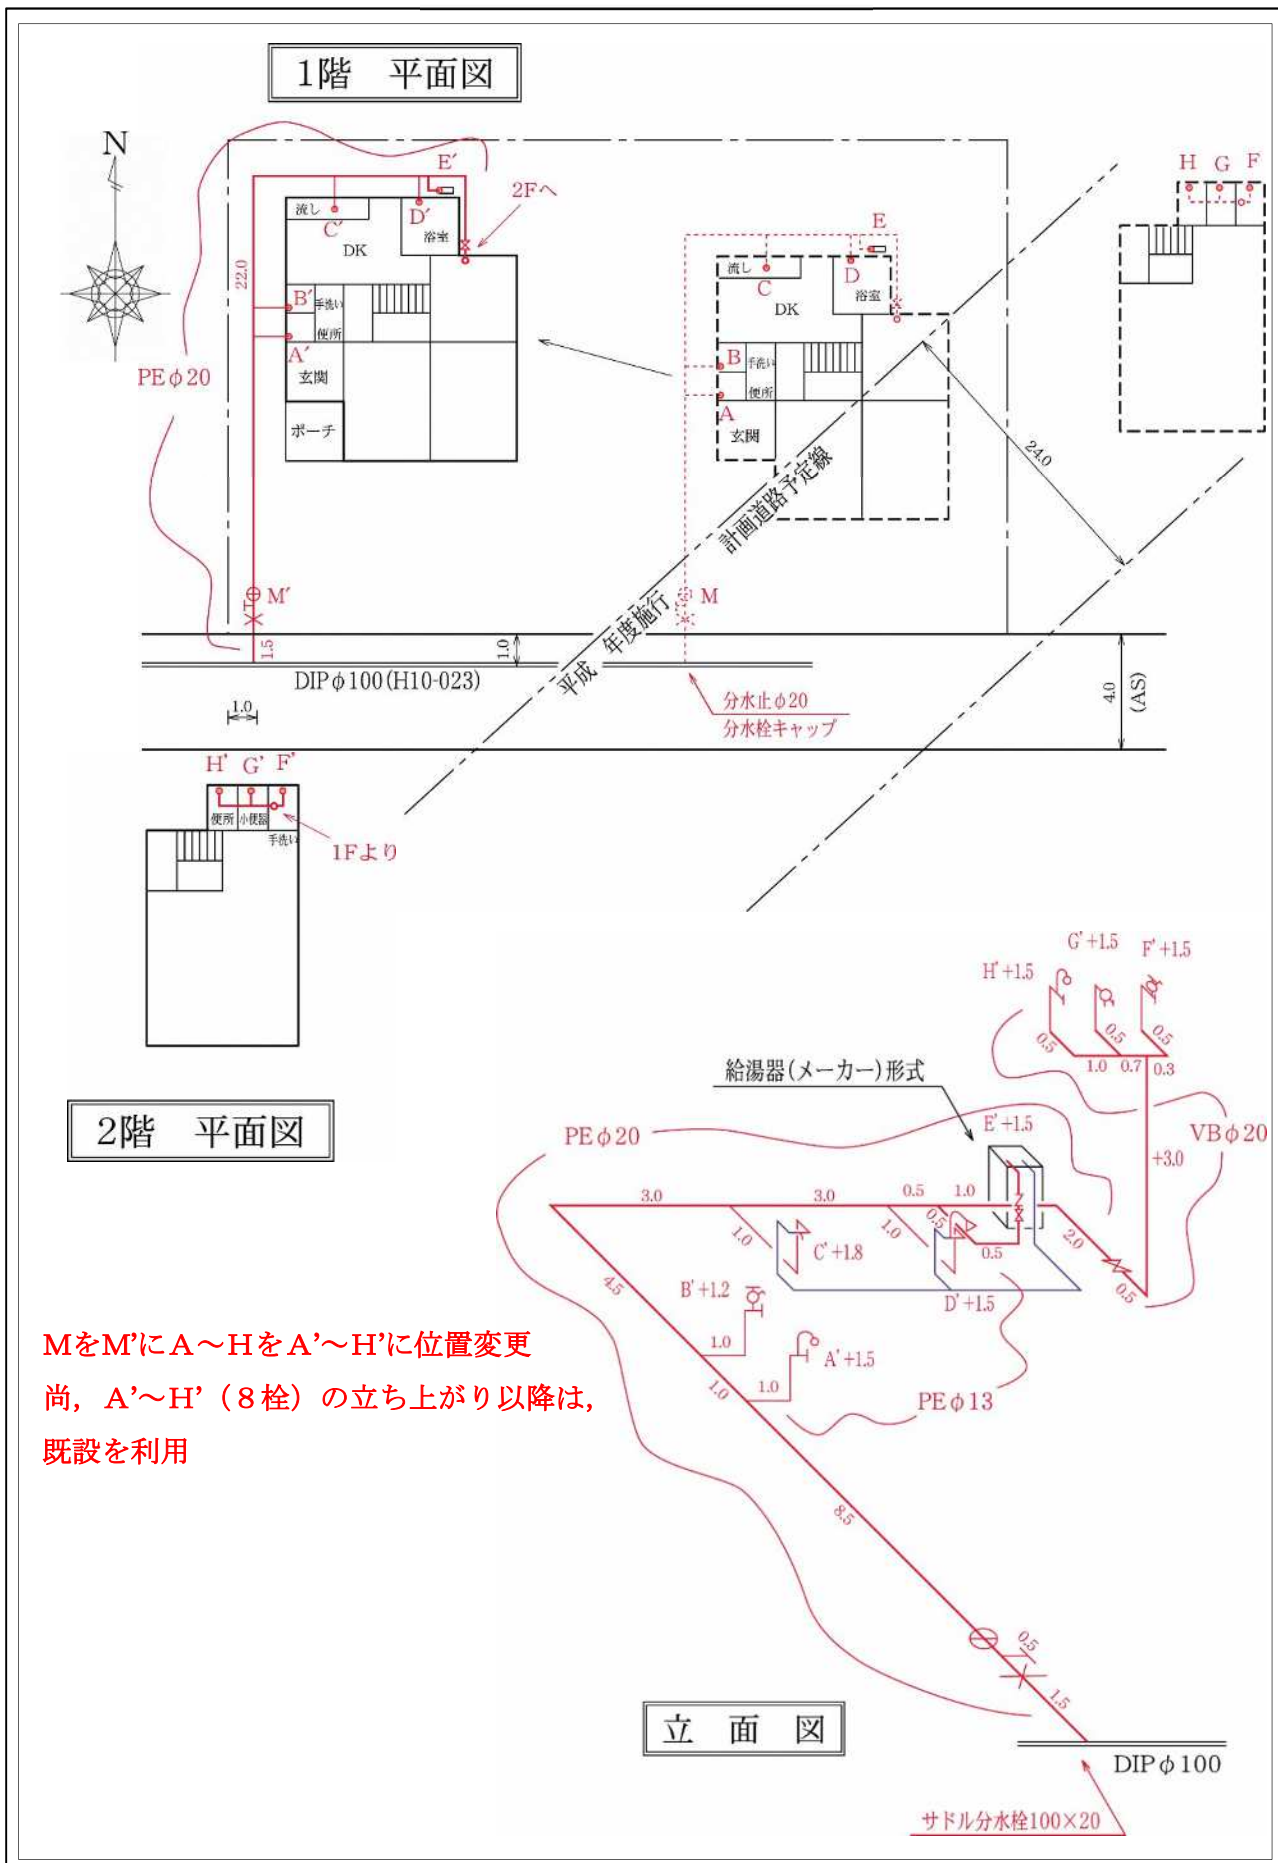 1階 平面図
N
H G F
E'
2Fへ
流し
C'
D'
浴室
DK
22.0
B'
手洗い
便所
A'
玄関
ポーチ
PEφ20
M'
1.5
E
流し
C
D
浴室
DK
B
手洗い
便所
A
玄関
24.0
計画道路予定線
平成 年度施行
M
1.0
DIPφ100(H10-023)
1.0
分水止φ20
分水栓キャップ
4.0
(AS)
H' G' F'
便所
小便器
手洗い
1Fより
2階 平面図
G'+1.5
F'+1.5
H'+1.5
0.5
0.5
0.5
1.0
0.7
0.3
給湯器(メーカー)形式
E'+1.5
PEφ20
VBφ20
+3.0
3.0
3.0
0.5
1.0
1.0
1.0
0.5
0.5
2.0
0.5
C'+1.8
D'+1.5
4.5
B'+1.2
1.0
A'+1.5
1.0
1.0
PEφ13
MをM'にA～HをA'～H'に位置変更
尚，A'～H'（8栓）の立ち上がり以降は，
既設を利用
8.5
0.5
1.5
立 面 図
DIPφ100
サドル分水栓100×20